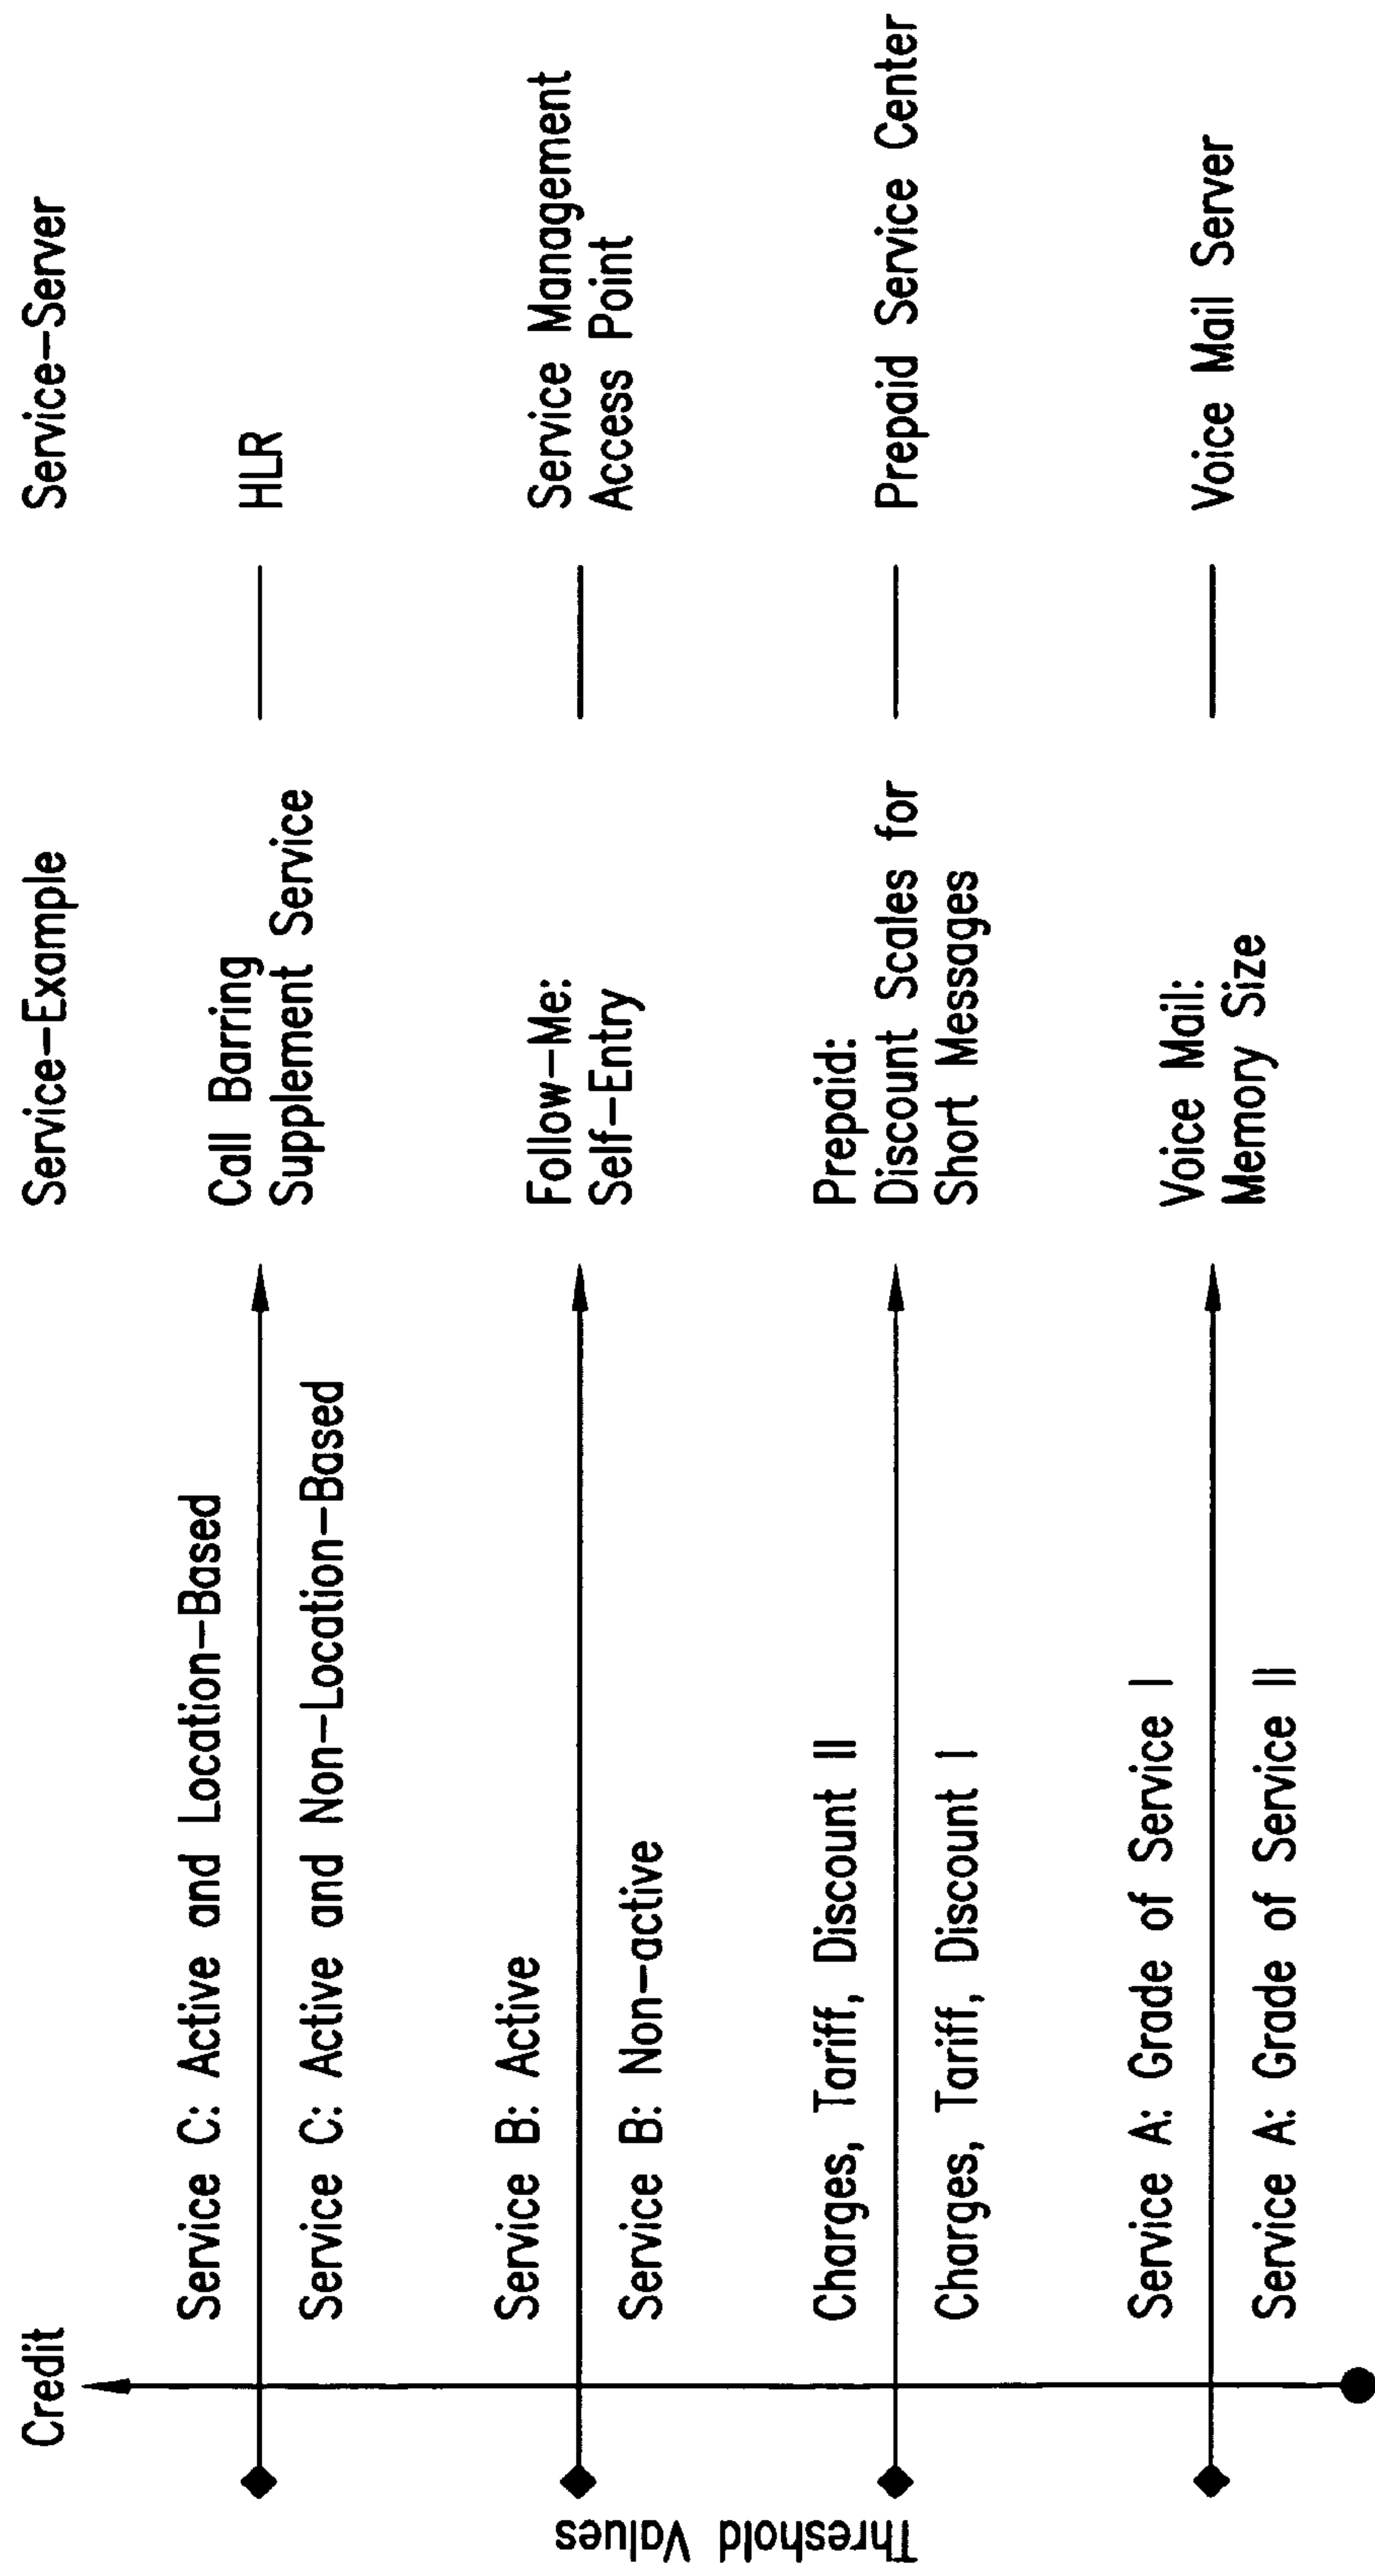 Credit
Service-Example
Service-Server
Service C: Active and Location-Based
Service C: Active and Non-Location-Based
Call Barring
Supplement Service
HLR
Service B: Active
Service B: Non-active
Follow-Me:
Self-Entry
Service Management
Access Point
Charges, Tariff, Discount II
Charges, Tariff, Discount I
Prepaid:
Discount Scales for
Short Messages
Prepaid Service Center
Service A: Grade of Service I
Service A: Grade of Service II
Voice Mail:
Memory Size
Voice Mail Server
Threshold Values